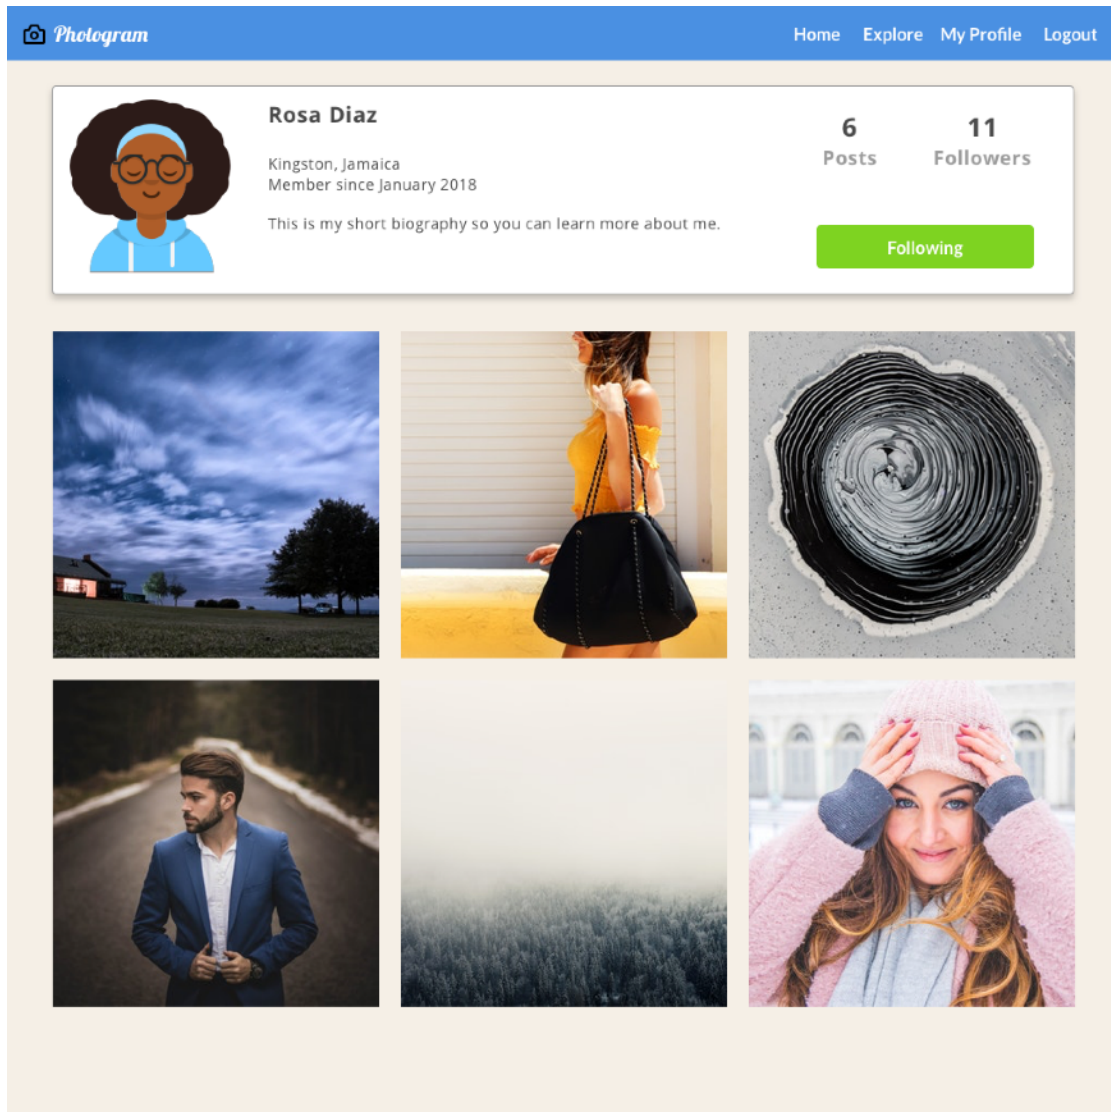 Photogram
Home Explore My Profile Logout
Rosa Diaz
Kingston, Jamaica
Member since January 2018
This is my short biography so you can learn more about me.
6
Posts
11
Followers
Following